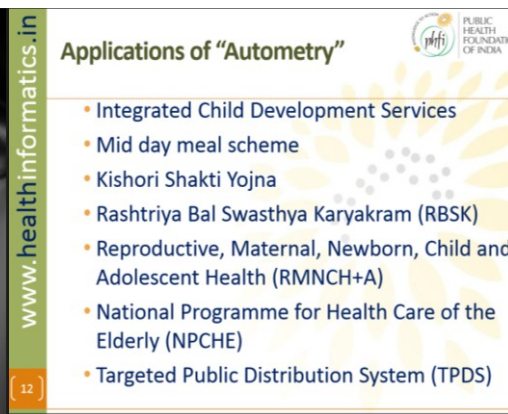 www.healthinformatics.in
Applications of “Autometry”
phfi
PUBLIC
HEALTH
FOUNDATI
OF INDIA
• Integrated Child Development Services
• Mid day meal scheme
• Kishori Shakti Yojna
• Rashtriya Bal Swasthya Karyakram (RBSK)
• Reproductive, Maternal, Newborn, Child and
Adolescent Health (RMNCH+A)
• National Programme for Health Care of the
Elderly (NPCHE)
• Targeted Public Distribution System (TPDS)
12